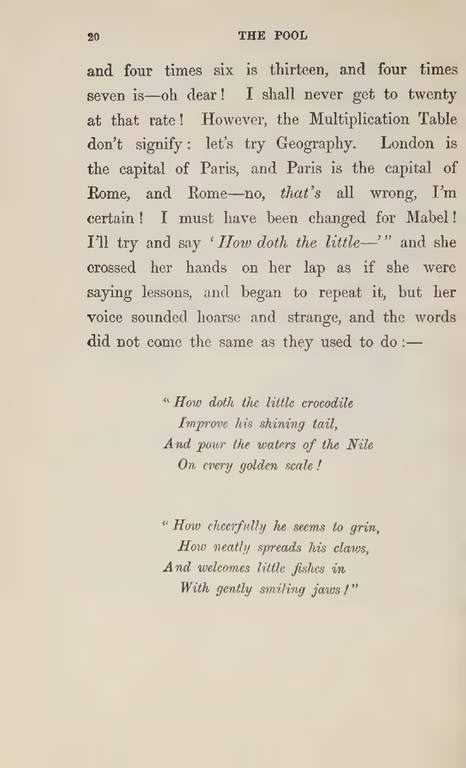 20 THE POOL
and four times six is thirteen, and four times
seven is—oh dear! I shall never get to twenty
at that rate! However, the Multiplication Table
don't signify: let's try Geography. London is
the capital of Paris, and Paris is the capital of
Rome, and Rome—no, that's all wrong, I'm
certain! I must have been changed for Mabel!
I'll try and say ‘How doth the little—’” and she
crossed her hands on her lap as if she were
saying lessons, and began to repeat it, but her
voice sounded hoarse and strange, and the words
did not come the same as they used to do:—
“How doth the little crocodile
Improve his shining tail,
And pour the waters of the Nile
On every golden scale!
“How cheerfully he seems to grin,
How neatly spreads his claws,
And welcomes little fishes in
With gently smiling jaws!”